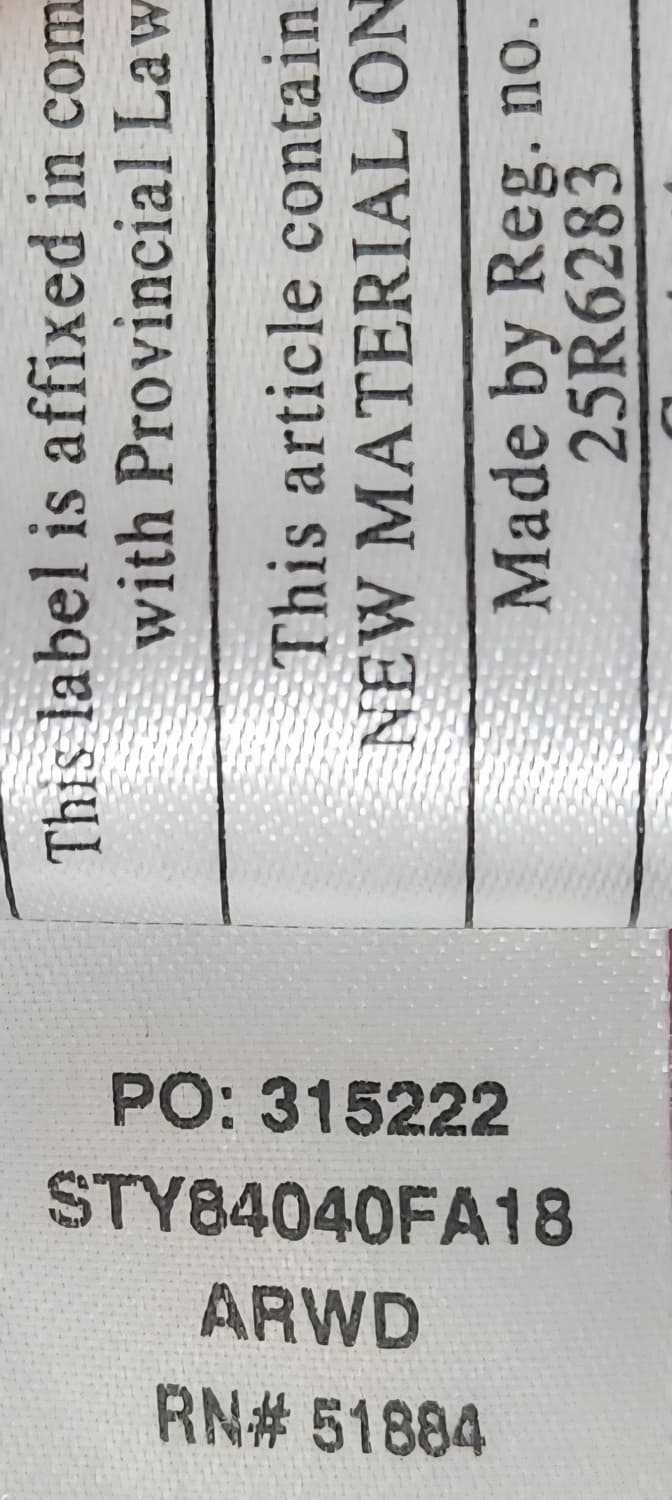 This label is affixed in com
with Provincial Law
This article contain
NEW MATERIAL ON
Made by Reg. no.
25R6283
PO: 315222
STY84040FA18
ARWD
RN# 51884